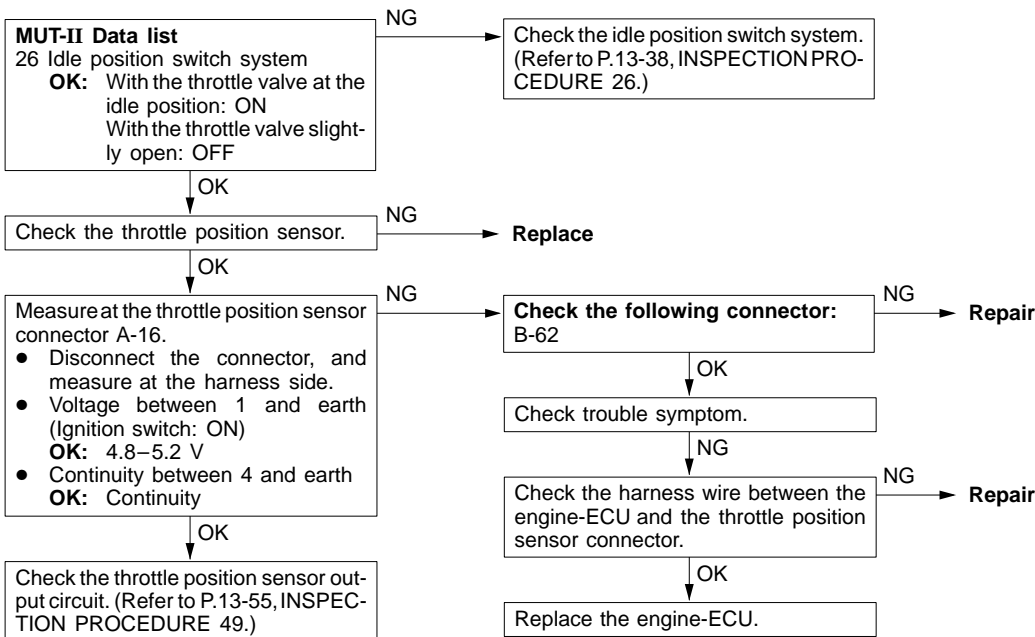 MUT-II Data list
26 Idle position switch system
OK: With the throttle valve at the
idle position: ON
With the throttle valve slight-
ly open: OFF
NG
Check the idle position switch system.
(Refer to P.13-38, INSPECTION PRO-
CEDURE 26.)
OK
Check the throttle position sensor.
NG
Replace
OK
Measure at the throttle position sensor
connector A-16.
● Disconnect the connector, and
measure at the harness side.
● Voltage between 1 and earth
(Ignition switch: ON)
OK: 4.8–5.2 V
● Continuity between 4 and earth
OK: Continuity
NG
Check the following connector:
B-62
NG
Repair
OK
Check trouble symptom.
NG
Check the harness wire between the
engine-ECU and the throttle position
sensor connector.
NG
Repair
OK
Replace the engine-ECU.
OK
Check the throttle position sensor out-
put circuit. (Refer to P.13-55, INSPEC-
TION PROCEDURE 49.)